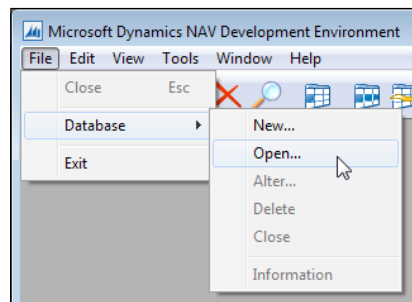 Microsoft Dynamics NAV Development Environment
File Edit View Tools Window Help
Close Esc
Database
Exit
New...
Open...
Alter...
Delete
Close
Information